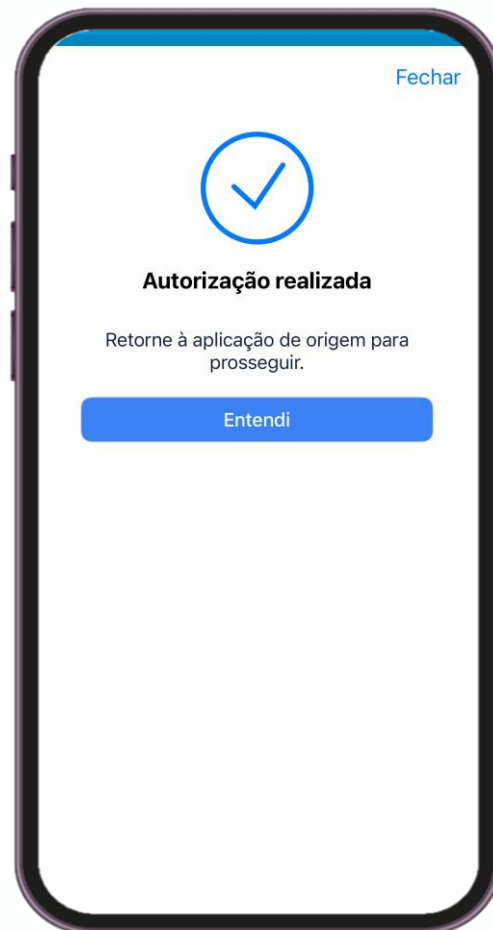 Fechar
Autorização realizada
Retorne à aplicação de origem para
prosseguir.
Entendi